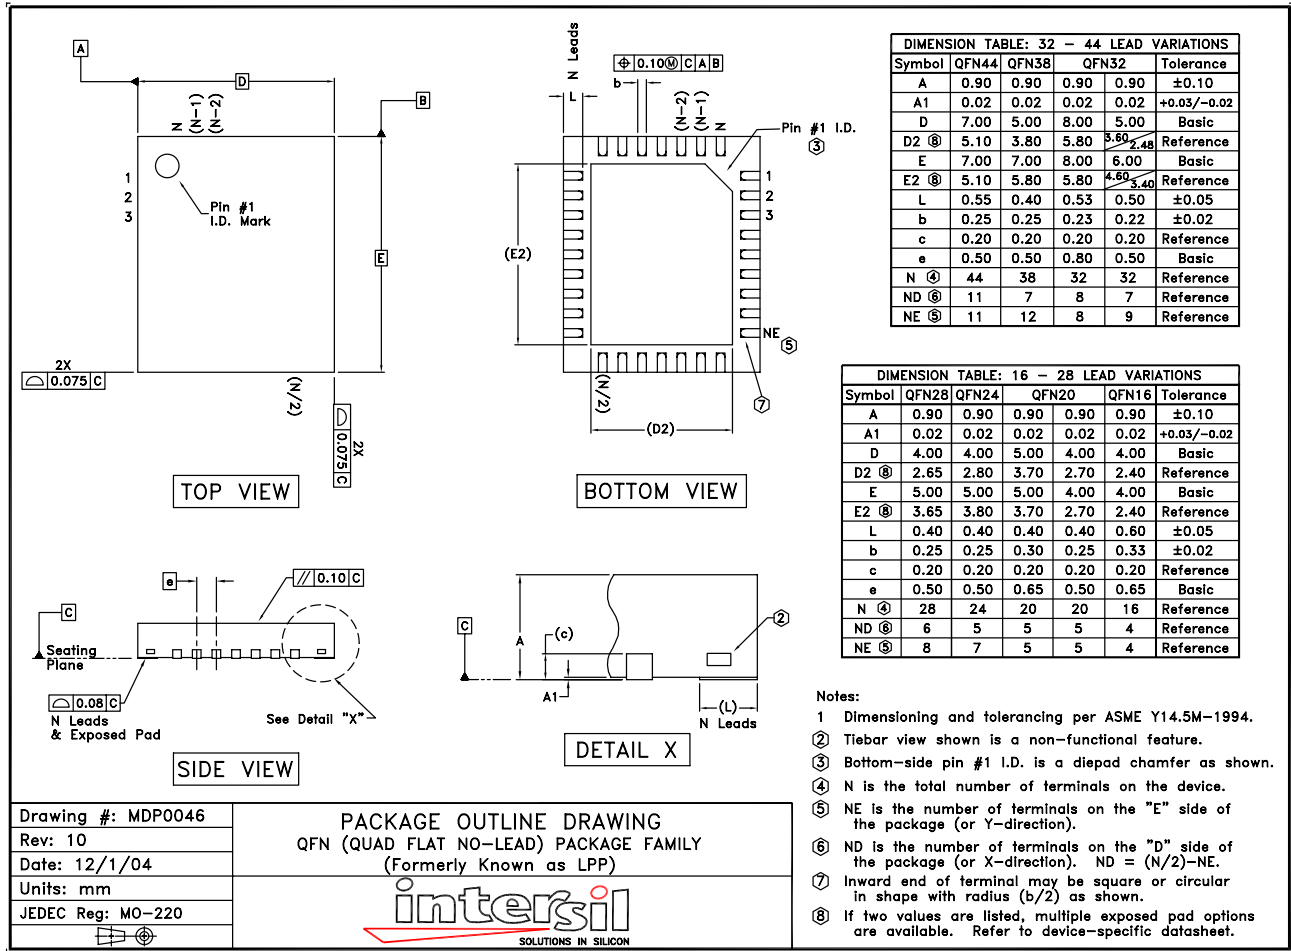 A
D
B
N
(N-1)
(N-2)
1
2
3
Pin #1
I.D. Mark
E
2X
⌓ 0.075 C
(N/2)
⌓ 0.075 C
2X
TOP VIEW
N Leads
L
⌖ 0.10Ⓜ C A B
b
(N-2)
(N-1)
N
Pin #1 I.D.
3
1
2
3
(E2)
NE
5
(N/2)
7
(D2)
BOTTOM VIEW
e
// 0.10 C
C
Seating
Plane
⌓ 0.08 C
N Leads
& Exposed Pad
See Detail "X"
SIDE VIEW
C
(c)
A
2
A1
(L)
N Leads
DETAIL X
DIMENSION TABLE: 32 - 44 LEAD VARIATIONS
Symbol QFN44 QFN38 QFN32 Tolerance
A 0.90 0.90 0.90 0.90 ±0.10
A1 0.02 0.02 0.02 0.02 +0.03/-0.02
D 7.00 5.00 8.00 5.00 Basic
D2 8 5.10 3.80 5.80 3.60/2.48 Reference
E 7.00 7.00 8.00 6.00 Basic
E2 8 5.10 5.80 5.80 4.60/3.40 Reference
L 0.55 0.40 0.53 0.50 ±0.05
b 0.25 0.25 0.23 0.22 ±0.02
c 0.20 0.20 0.20 0.20 Reference
e 0.50 0.50 0.80 0.50 Basic
N 4 44 38 32 32 Reference
ND 6 11 7 8 7 Reference
NE 5 11 12 8 9 Reference
DIMENSION TABLE: 16 - 28 LEAD VARIATIONS
Symbol QFN28 QFN24 QFN20 QFN16 Tolerance
A 0.90 0.90 0.90 0.90 0.90 ±0.10
A1 0.02 0.02 0.02 0.02 0.02 +0.03/-0.02
D 4.00 4.00 5.00 4.00 4.00 Basic
D2 8 2.65 2.80 3.70 2.70 2.40 Reference
E 5.00 5.00 5.00 4.00 4.00 Basic
E2 8 3.65 3.80 3.70 2.70 2.40 Reference
L 0.40 0.40 0.40 0.40 0.60 ±0.05
b 0.25 0.25 0.30 0.25 0.33 ±0.02
c 0.20 0.20 0.20 0.20 0.20 Reference
e 0.50 0.50 0.65 0.50 0.65 Basic
N 4 28 24 20 20 16 Reference
ND 6 6 5 5 5 4 Reference
NE 5 8 7 5 5 4 Reference
Notes:
1 Dimensioning and tolerancing per ASME Y14.5M-1994.
2 Tiebar view shown is a non-functional feature.
3 Bottom-side pin #1 I.D. is a diepad chamfer as shown.
4 N is the total number of terminals on the device.
5 NE is the number of terminals on the "E" side of
the package (or Y-direction).
6 ND is the number of terminals on the "D" side of
the package (or X-direction). ND = (N/2)-NE.
7 Inward end of terminal may be square or circular
in shape with radius (b/2) as shown.
8 If two values are listed, multiple exposed pad options
are available. Refer to device-specific datasheet.
Drawing #: MDP0046
Rev: 10
Date: 12/1/04
Units: mm
JEDEC Reg: MO-220
PACKAGE OUTLINE DRAWING
QFN (QUAD FLAT NO-LEAD) PACKAGE FAMILY
(Formerly Known as LPP)
intersil
SOLUTIONS IN SILICON